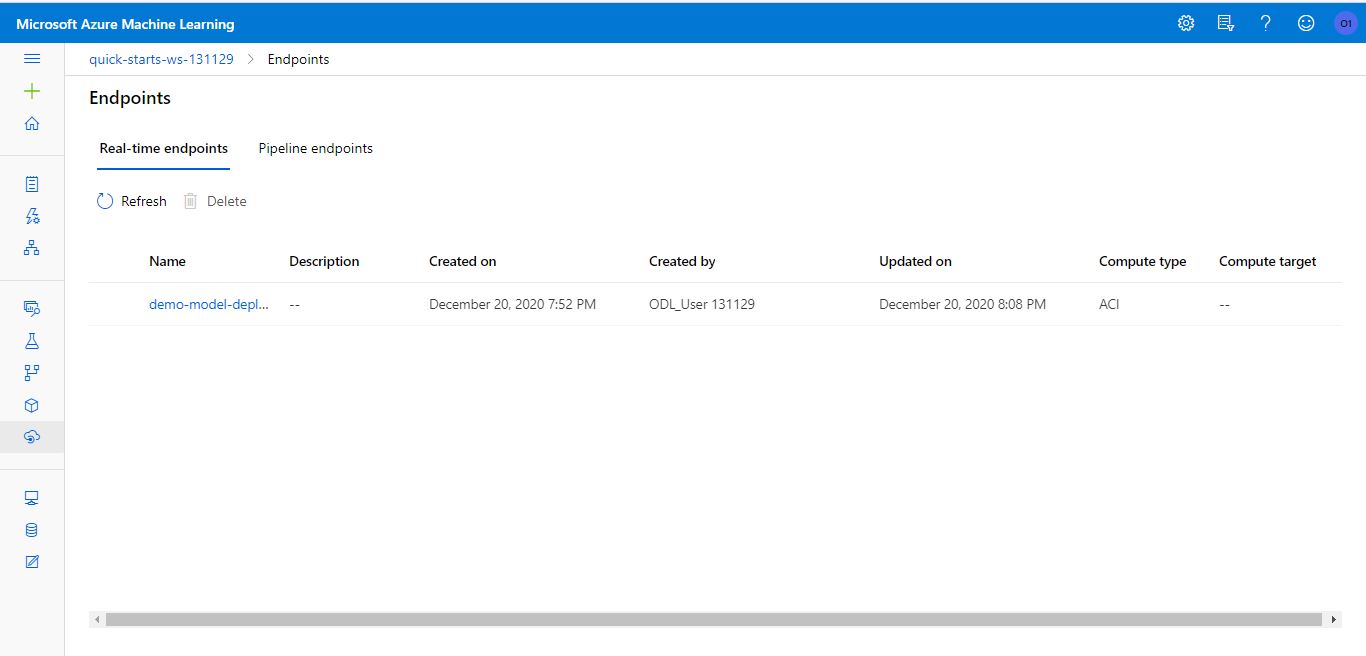 Microsoft Azure Machine Learning
O1
quick-starts-ws-131129 > Endpoints
Endpoints
Real-time endpoints Pipeline endpoints
Refresh Delete
Name Description Created on Created by Updated on Compute type Compute target
demo-model-depl... -- December 20, 2020 7:52 PM ODL_User 131129 December 20, 2020 8:08 PM ACI --